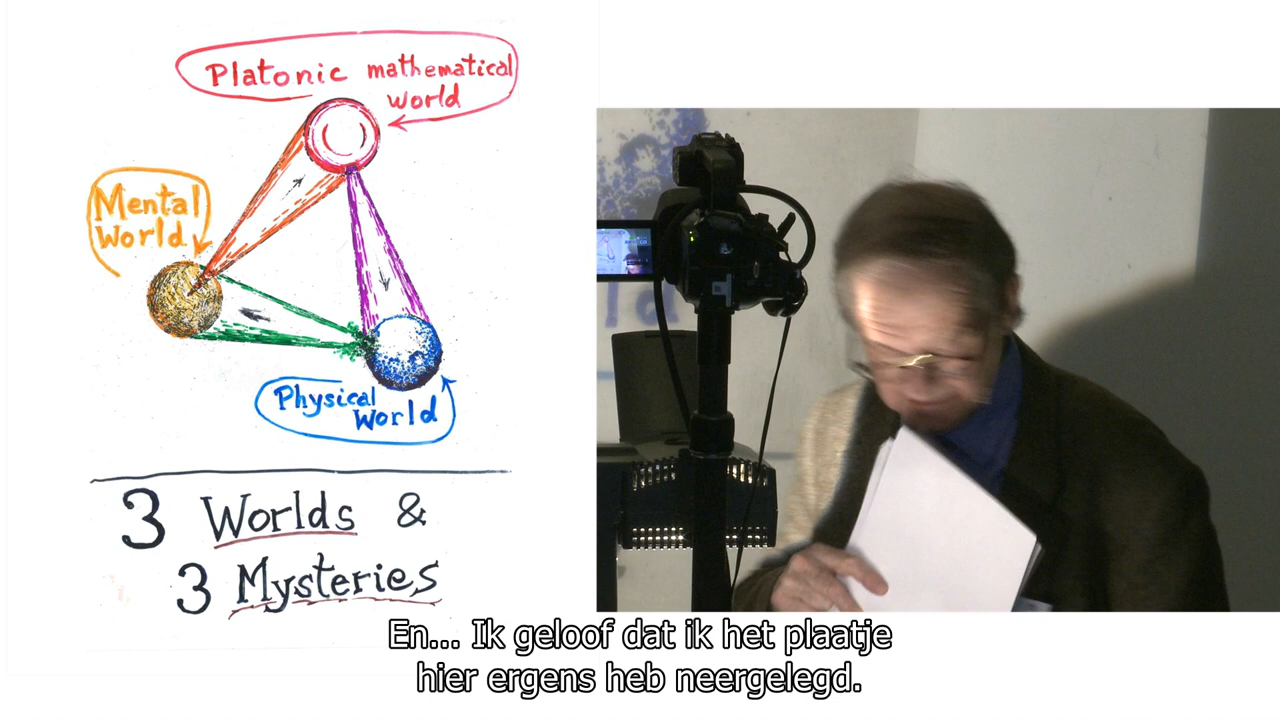 Platonic mathematical
world
Mental
World
Physical
World
3 Worlds &
3 Mysteries
En... Ik geloof dat ik het plaatje
hier ergens heb neergelegd.